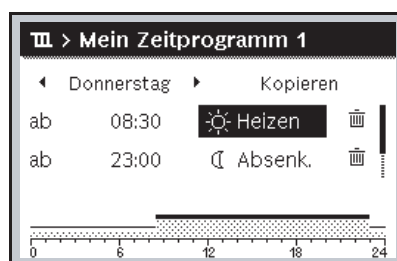 > Mein Zeitprogramm 1
Donnerstag Kopieren
ab 08:30 Heizen
ab 23:00 Absenk.
0 6 12 18 24